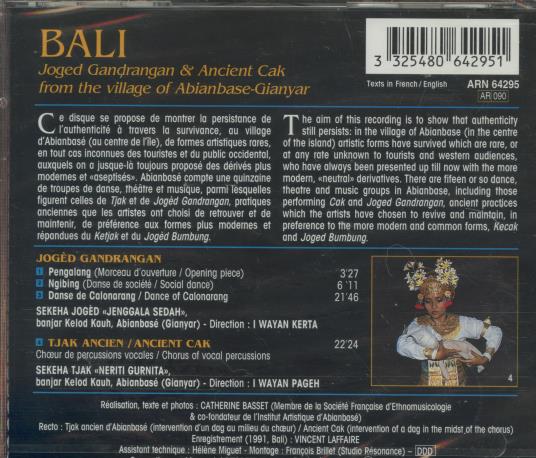 BALI
Joged Gandrangan & Ancient Cak
from the village of Abianbase-Gianyar
3 325480 642951
Texts in French/English ARN 64295
AR 090
Ce disque se propose de montrer la persistance de
l'authenticité à travers la survivance, au village
d'Abianbasé (au centre de l'île), de formes artistiques rares,
en tout cas inconnues des touristes et du public occidental,
auxquels on a jusque-là toujours proposé des dérivés plus
modernes et «aseptisés». Abianbasé compte une quinzaine
de troupes de danse, théâtre et musique, parmi lesquelles
figurent celles de Tjak et de Jogèd Gandrangan, pratiques
anciennes que les artistes ont choisi de retrouver et de
maintenir, de préférence aux formes plus modernes et
répandues du Ketjak et du Jogèd Bumbung.
The aim of this recording is to show that authenticity
still persists: in the village of Abianbase (in the centre
of the island) artistic forms have survived which are rare, or
at any rate unknown to tourists and western audiences,
who have always been presented up till now with the more
modern, «neutral» derivatives. There are fifteen or so dance,
theatre and music groups in Abianbase, including those
performing Cak and Joged Gandrangan, ancient practices
which the artists have chosen to revive and maintain, in
preference to the more modern and common forms, Kecak
and Joged Bumbung.
JOGÈD GANDRANGAN
1 Pengalang (Morceau d'ouverture / Opening piece) 3'27
2 Ngibing (Danse de société / Social dance) 6'11
3 Danse de Calonarang / Dance of Calonarang 21'46
SEKEHA JOGÈD «JENGGALA SEDAH»,
banjar Kelod Kauh, Abianbasé (Gianyar) - Direction : I WAYAN KERTA
4 TJAK ANCIEN / ANCIENT CAK 22'24
Chœur de percussions vocales / Chorus of vocal percussions
SEKEHA TJAK «NERITI GURNITA»,
banjar Kelod Kauh, Abianbasé (Gianyar) - Direction : I WAYAN PAGEH
4
Réalisation, texte et photos : CATHERINE BASSET (Membre de la Société Française d'Ethnomusicologie
& co-fondateur de l'Institut Artistique d'Abianbasé)
Recto : Tjak ancien d'Abianbasé (intervention d'un dag au milieu du chœur) / Ancient Cak (intervention of a dag in the midst of the chorus)
Enregistrement (1991, Bali) : VINCENT LAFFAIRE
Assistant technique : Hélène Miguet - Montage : François Brillet (Studio Résonance) - DDD